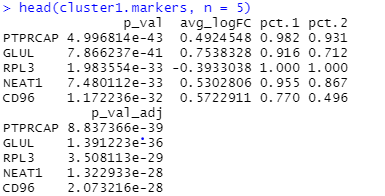 > head(cluster1.markers, n = 5)
p_val avg_logFC pct.1 pct.2
PTPRCAP 4.996814e-43 0.4924548 0.982 0.931
GLUL 7.866237e-41 0.7538328 0.916 0.712
RPL3 1.983554e-33 -0.3933038 1.000 1.000
NEAT1 7.480112e-33 0.5302806 0.955 0.867
CD96 1.172236e-32 0.5722911 0.770 0.496
p_val_adj
PTPRCAP 8.837366e-39
GLUL 1.391223e-36
RPL3 3.508113e-29
NEAT1 1.322933e-28
CD96 2.073216e-28